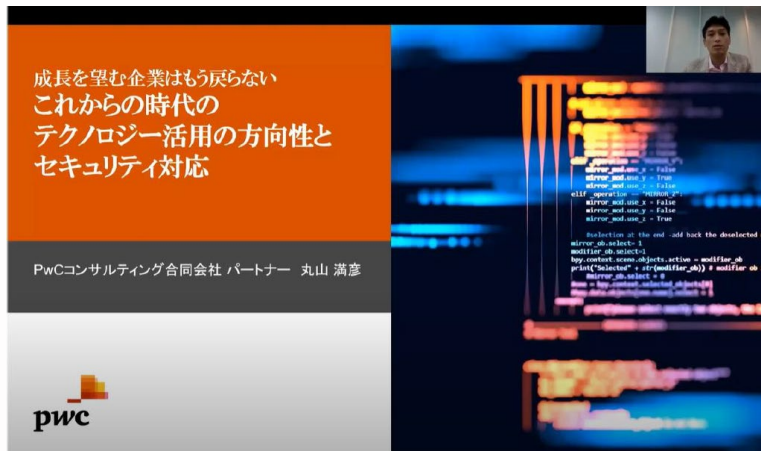 成長を望む企業はもう戻らない
これからの時代の
テクノロジー活用の方向性と
セキュリティ対応
PwCコンサルティング合同会社 パートナー 丸山 満彦
pwc
mirror_mod.use_x = False
mirror_mod.use_y = True
mirror_mod.use_z = False
elif _operation == "MIRROR_Z":
mirror_mod.use_x = False
mirror_mod.use_y = False
mirror_mod.use_z = True
#selection at the end -add back the deselected
mirror_ob.select= 1
modifier_ob.select=1
bpy.context.scene.objects.active = modifier_ob
print("Selected" + str(modifier_ob)) # modifier ob
#mirror_ob.select = 0